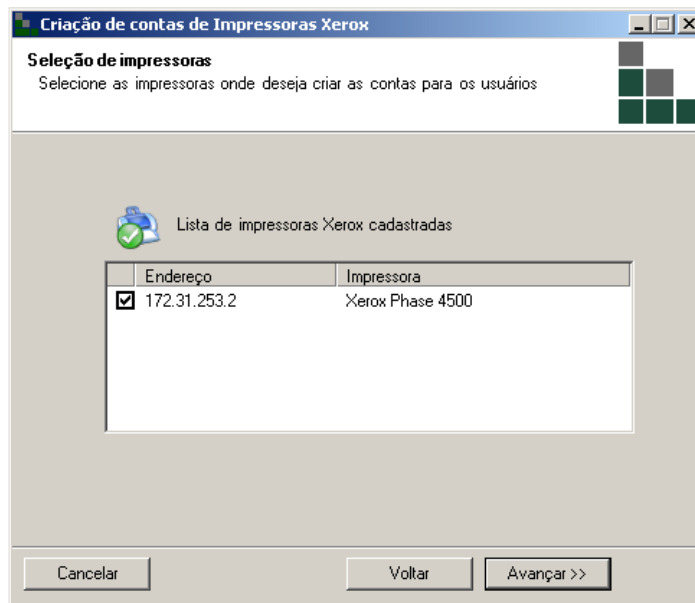 Criação de contas de Impressoras Xerox
Seleção de impressoras
Selecione as impressoras onde deseja criar as contas para os usuários
Lista de impressoras Xerox cadastradas
Endereço Impressora
172.31.253.2 Xerox Phase 4500
Cancelar Voltar Avançar >>